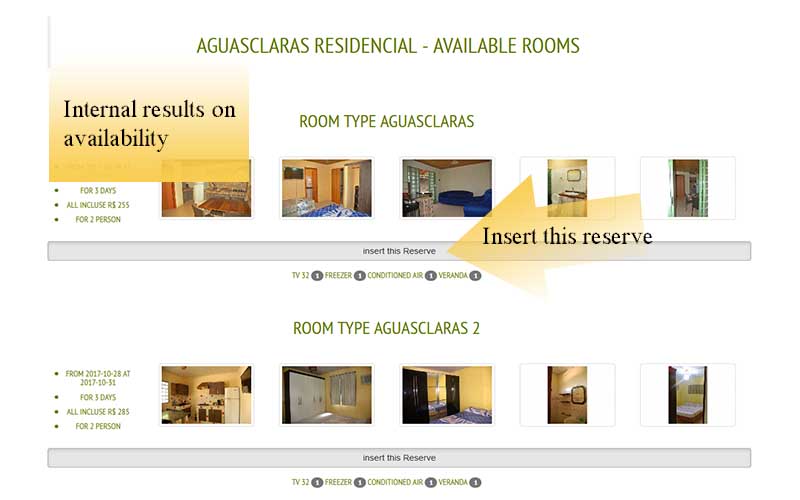 AGUASCLARAS RESIDENCIAL - AVAILABLE ROOMS
Internal results on
availability
ROOM TYPE AGUASCLARAS
FOR 3 DAYS
ALL INCLUSE R$ 255
FOR 2 PERSON
Insert this reserve
insert this Reserve
TV 32 1 FREEZER 1 CONDITIONED AIR 1 VERANDA 1
ROOM TYPE AGUASCLARAS 2
FROM 2017-10-28 AT
2017-10-31
FOR 3 DAYS
ALL INCLUSE R$ 285
FOR 2 PERSON
insert this Reserve
TV 32 1 FREEZER 1 CONDITIONED AIR 1 VERANDA 1